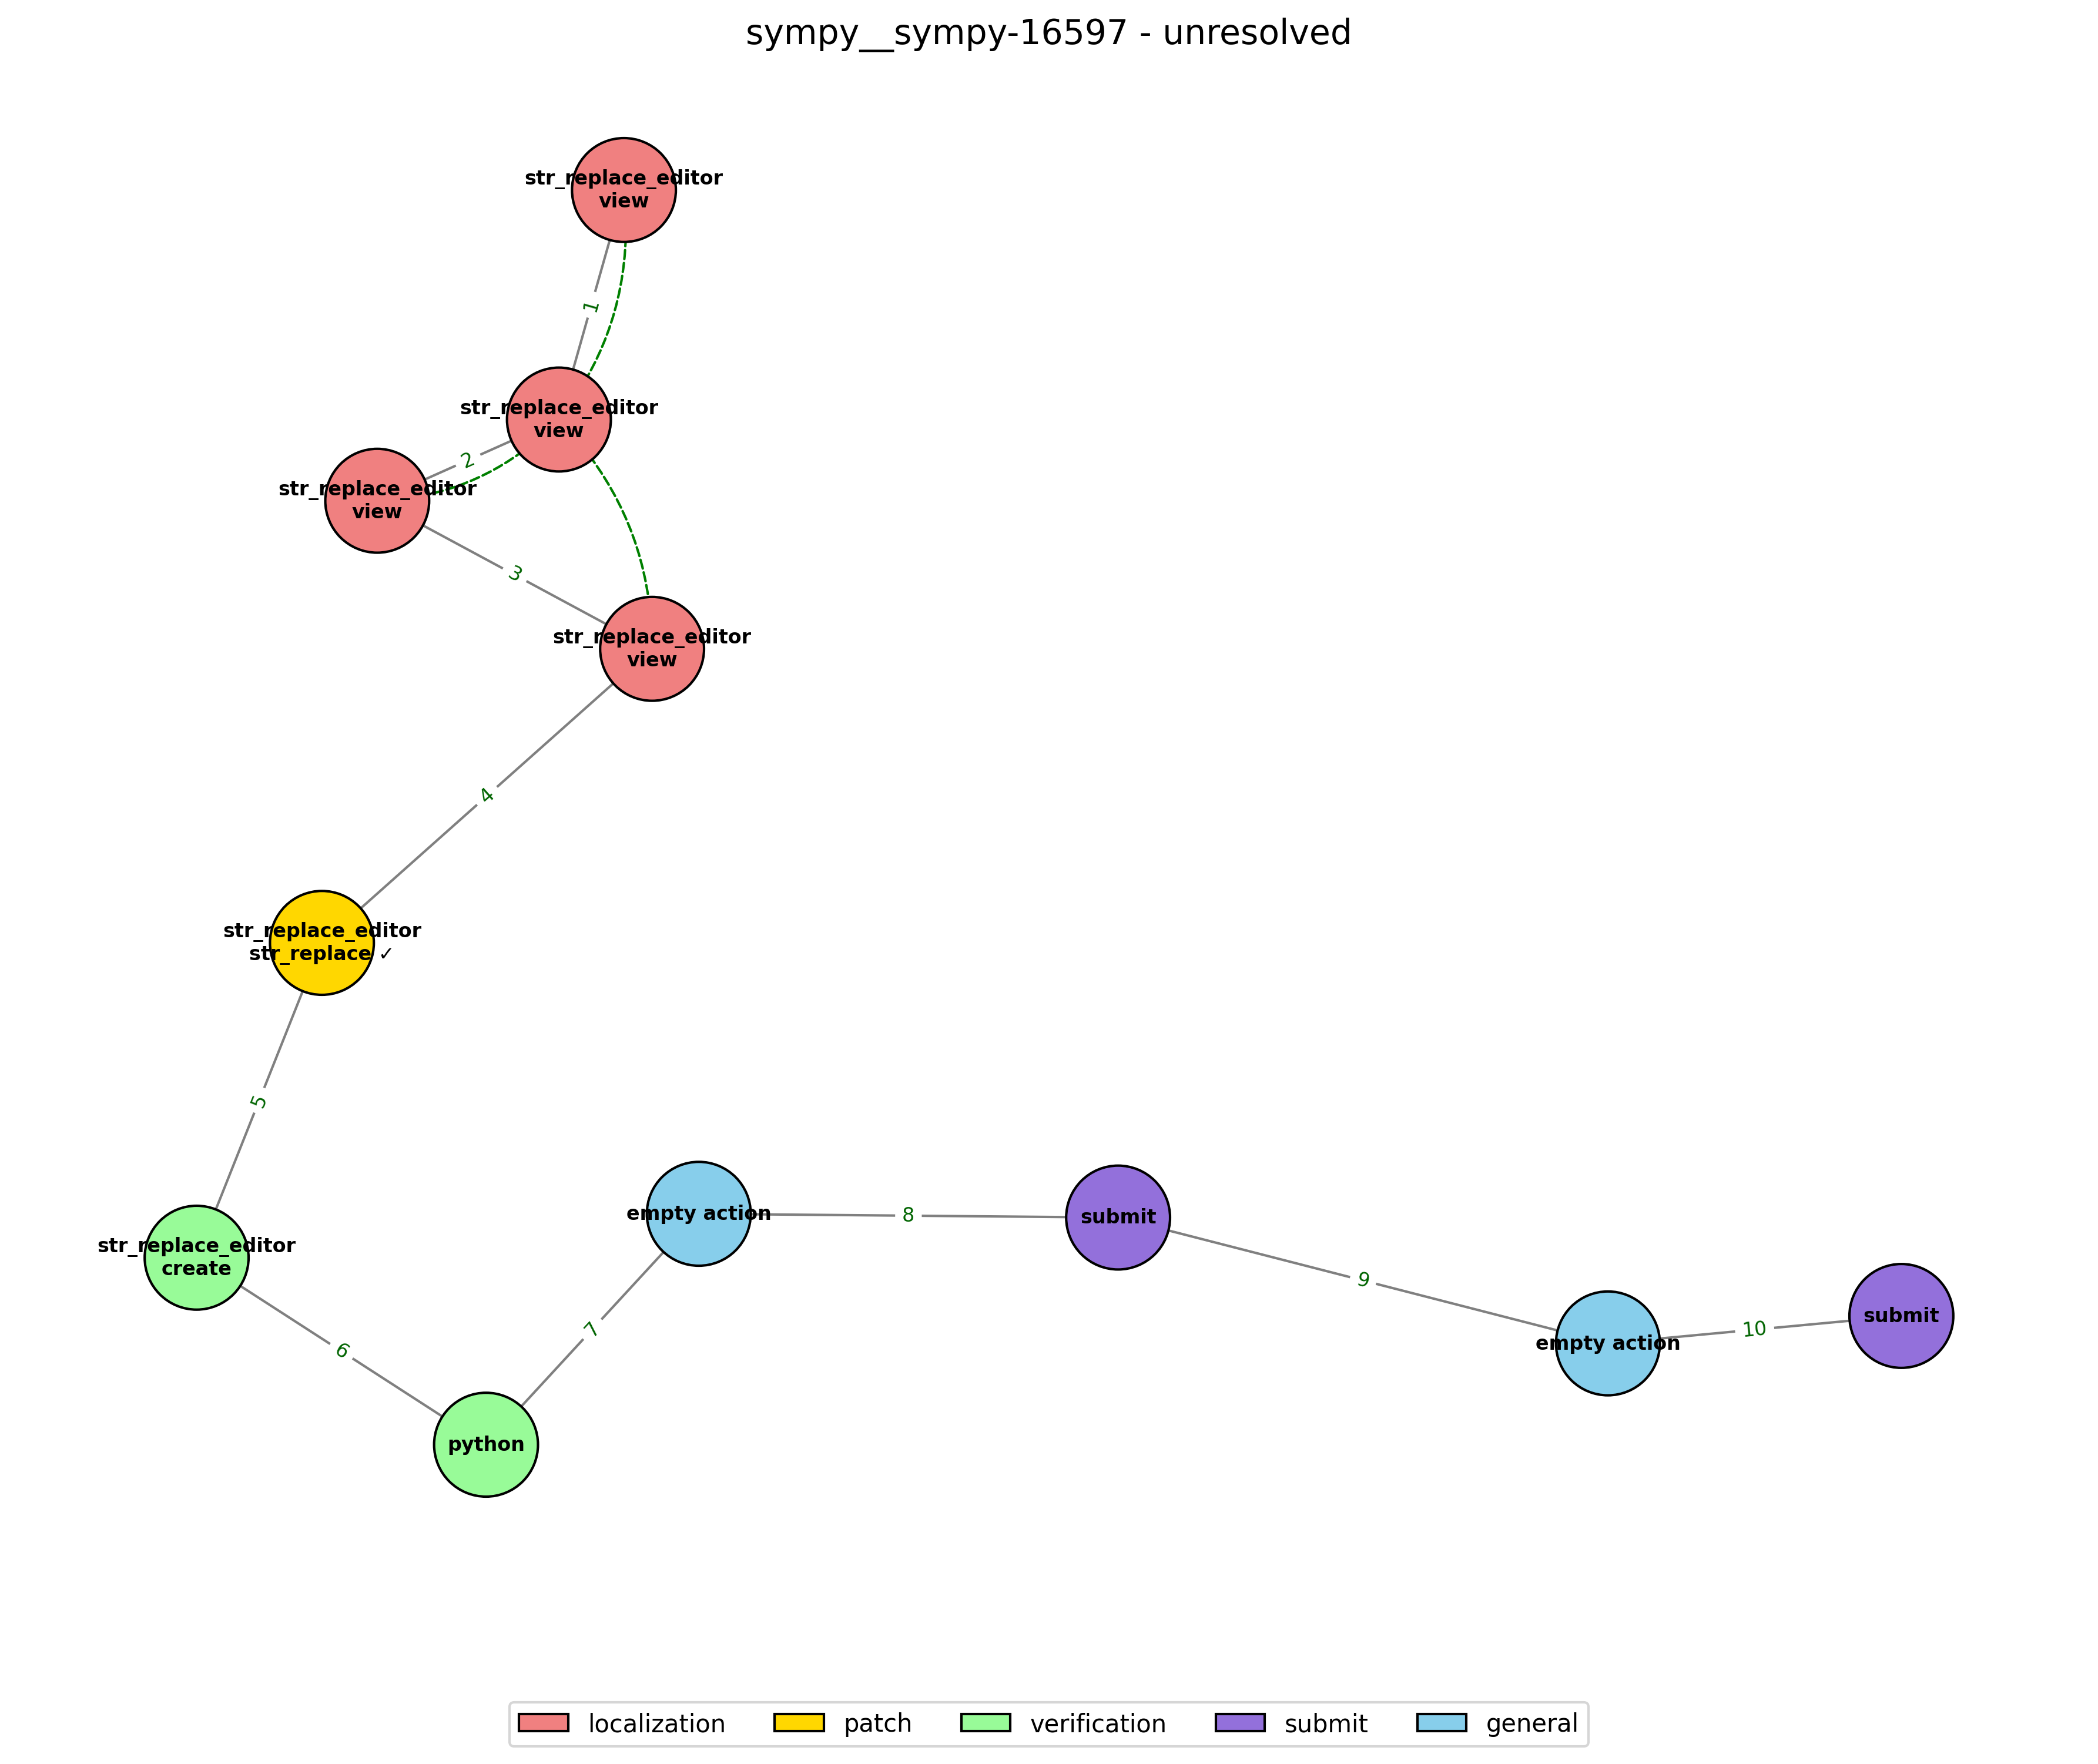 sympy__sympy-16597 - unresolved
str_replace_editor
view
1
str_replace_editor
view
2
str_replace_editor
view
3
str_replace_editor
view
4
str_replace_editor
str_replace ✓
5
str_replace_editor
create
6
python
7
empty action
8
submit
9
empty action
10
submit
localization
patch
verification
submit
general